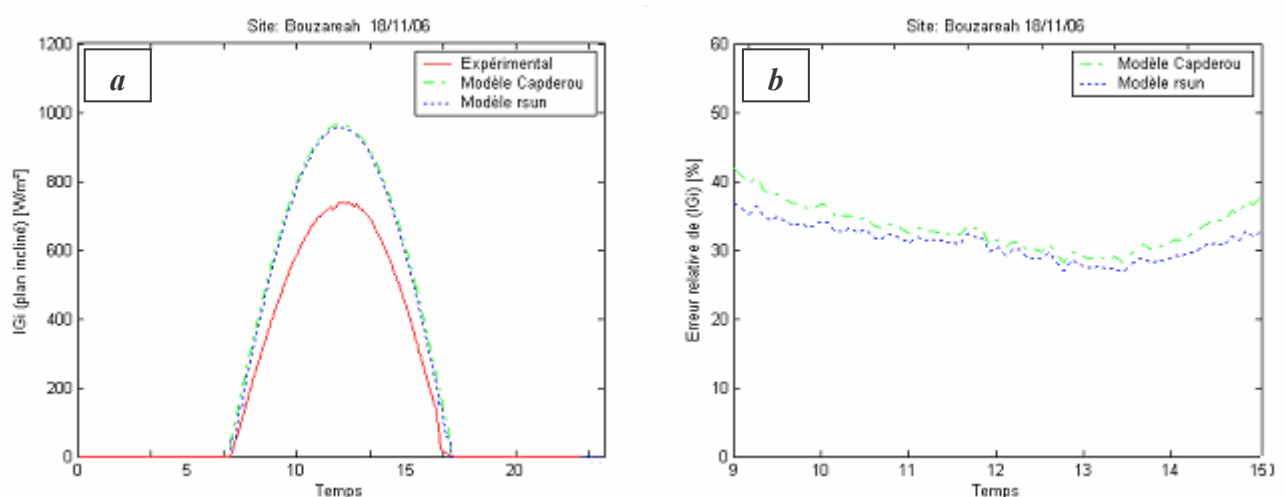 Site: Bouzareah 18/11/06
a
Expérimental
Modèle Capderou
Modèle rsun
IGi (plan incliné) [W/m²]
1200
1000
800
600
400
200
0
0 5 10 15 20
Temps
Site: Bouzareah 18/11/06
b
Modèle Capderou
Modèle rsun
Erreur relative de (IGi) [%]
60
50
40
30
20
10
0
9 10 11 12 13 14 15
Temps